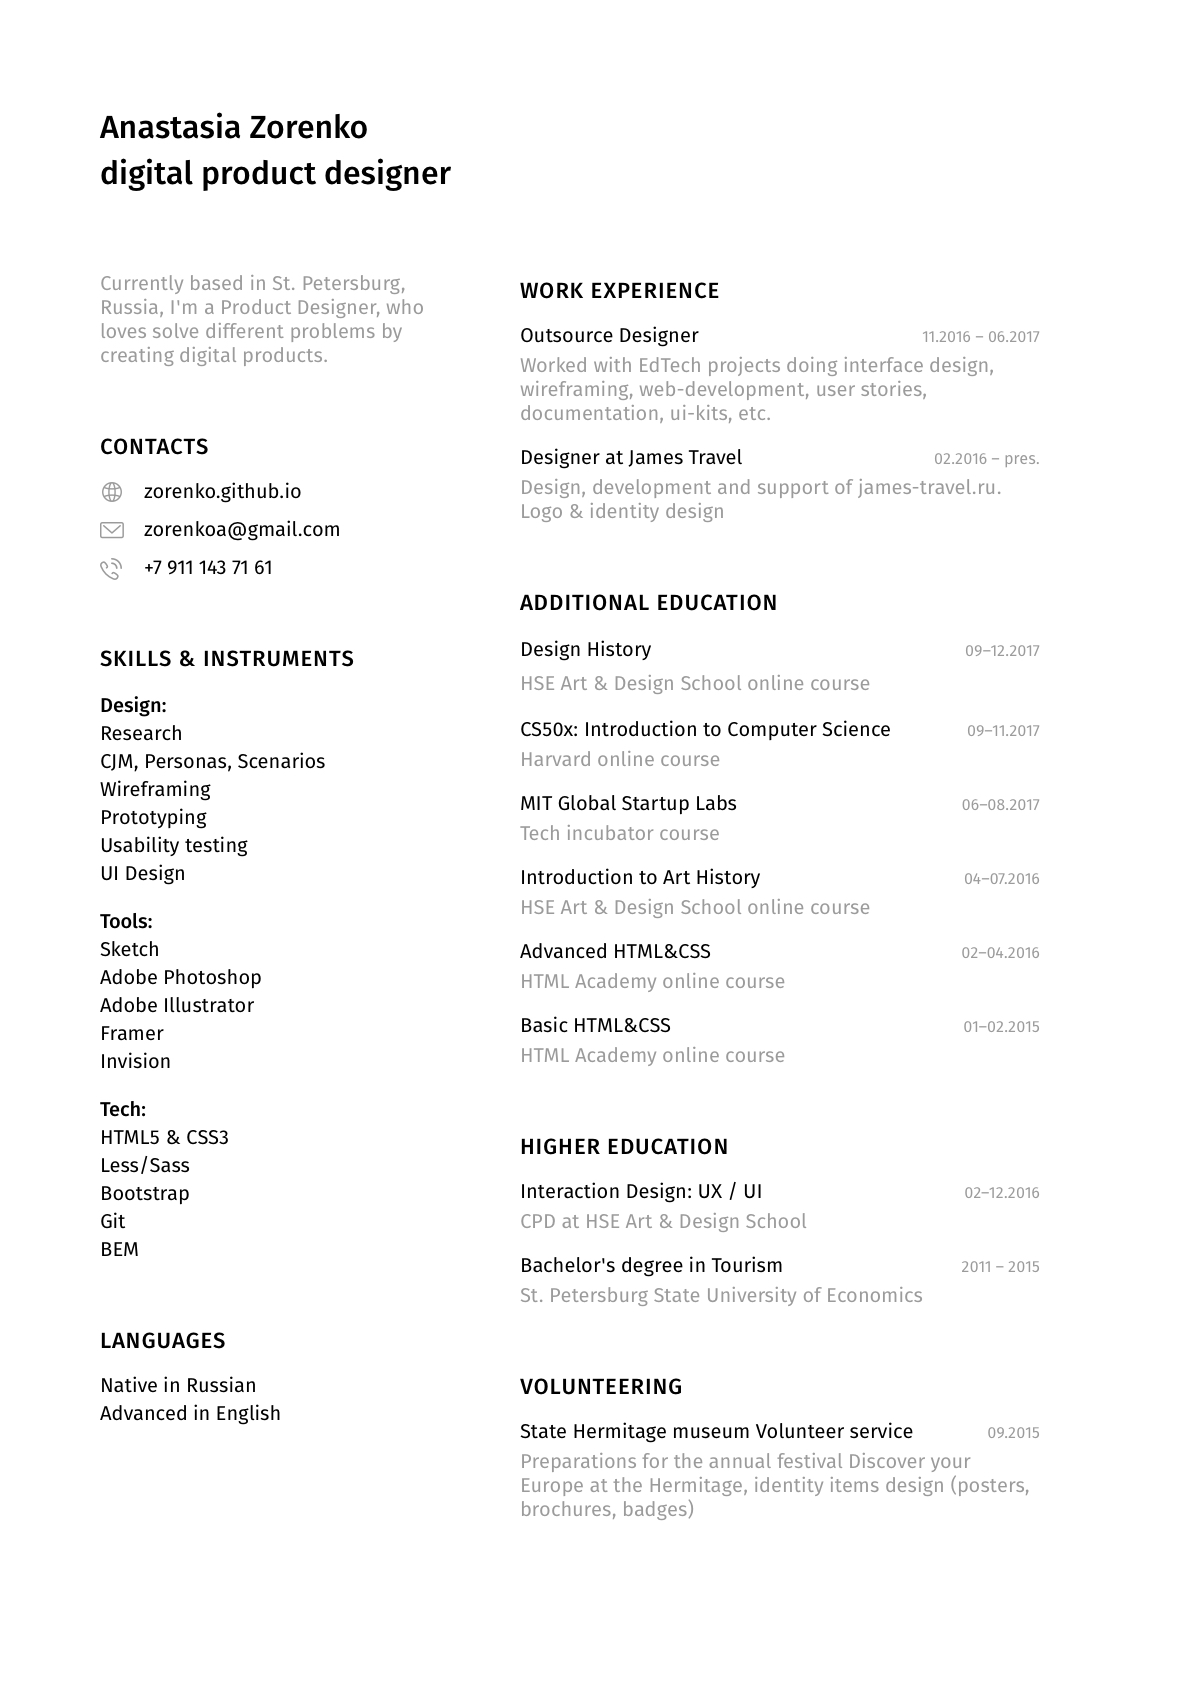 Anastasia Zorenko
digital product designer
Currently based in St. Petersburg,
Russia, I'm a Product Designer, who
loves solve different problems by
creating digital products.
CONTACTS
zorenko.github.io
zorenkoa@gmail.com
+7 911 143 71 61
SKILLS & INSTRUMENTS
Design:
Research
CJM, Personas, Scenarios
Wireframing
Prototyping
Usability testing
UI Design
Tools:
Sketch
Adobe Photoshop
Adobe Illustrator
Framer
Invision
Tech:
HTML5 & CSS3
Less/Sass
Bootstrap
Git
BEM
LANGUAGES
Native in Russian
Advanced in English
WORK EXPERIENCE
Outsource Designer 11.2016 – 06.2017
Worked with EdTech projects doing interface design,
wireframing, web-development, user stories,
documentation, ui-kits, etc.
Designer at James Travel 02.2016 – pres.
Design, development and support of james-travel.ru.
Logo & identity design
ADDITIONAL EDUCATION
Design History 09–12.2017
HSE Art & Design School online course
CS50x: Introduction to Computer Science 09–11.2017
Harvard online course
MIT Global Startup Labs 06–08.2017
Tech incubator course
Introduction to Art History 04–07.2016
HSE Art & Design School online course
Advanced HTML&CSS 02–04.2016
HTML Academy online course
Basic HTML&CSS 01–02.2015
HTML Academy online course
HIGHER EDUCATION
Interaction Design: UX / UI 02–12.2016
CPD at HSE Art & Design School
Bachelor's degree in Tourism 2011 – 2015
St. Petersburg State University of Economics
VOLUNTEERING
State Hermitage museum Volunteer service 09.2015
Preparations for the annual festival Discover your
Europe at the Hermitage, identity items design (posters,
brochures, badges)